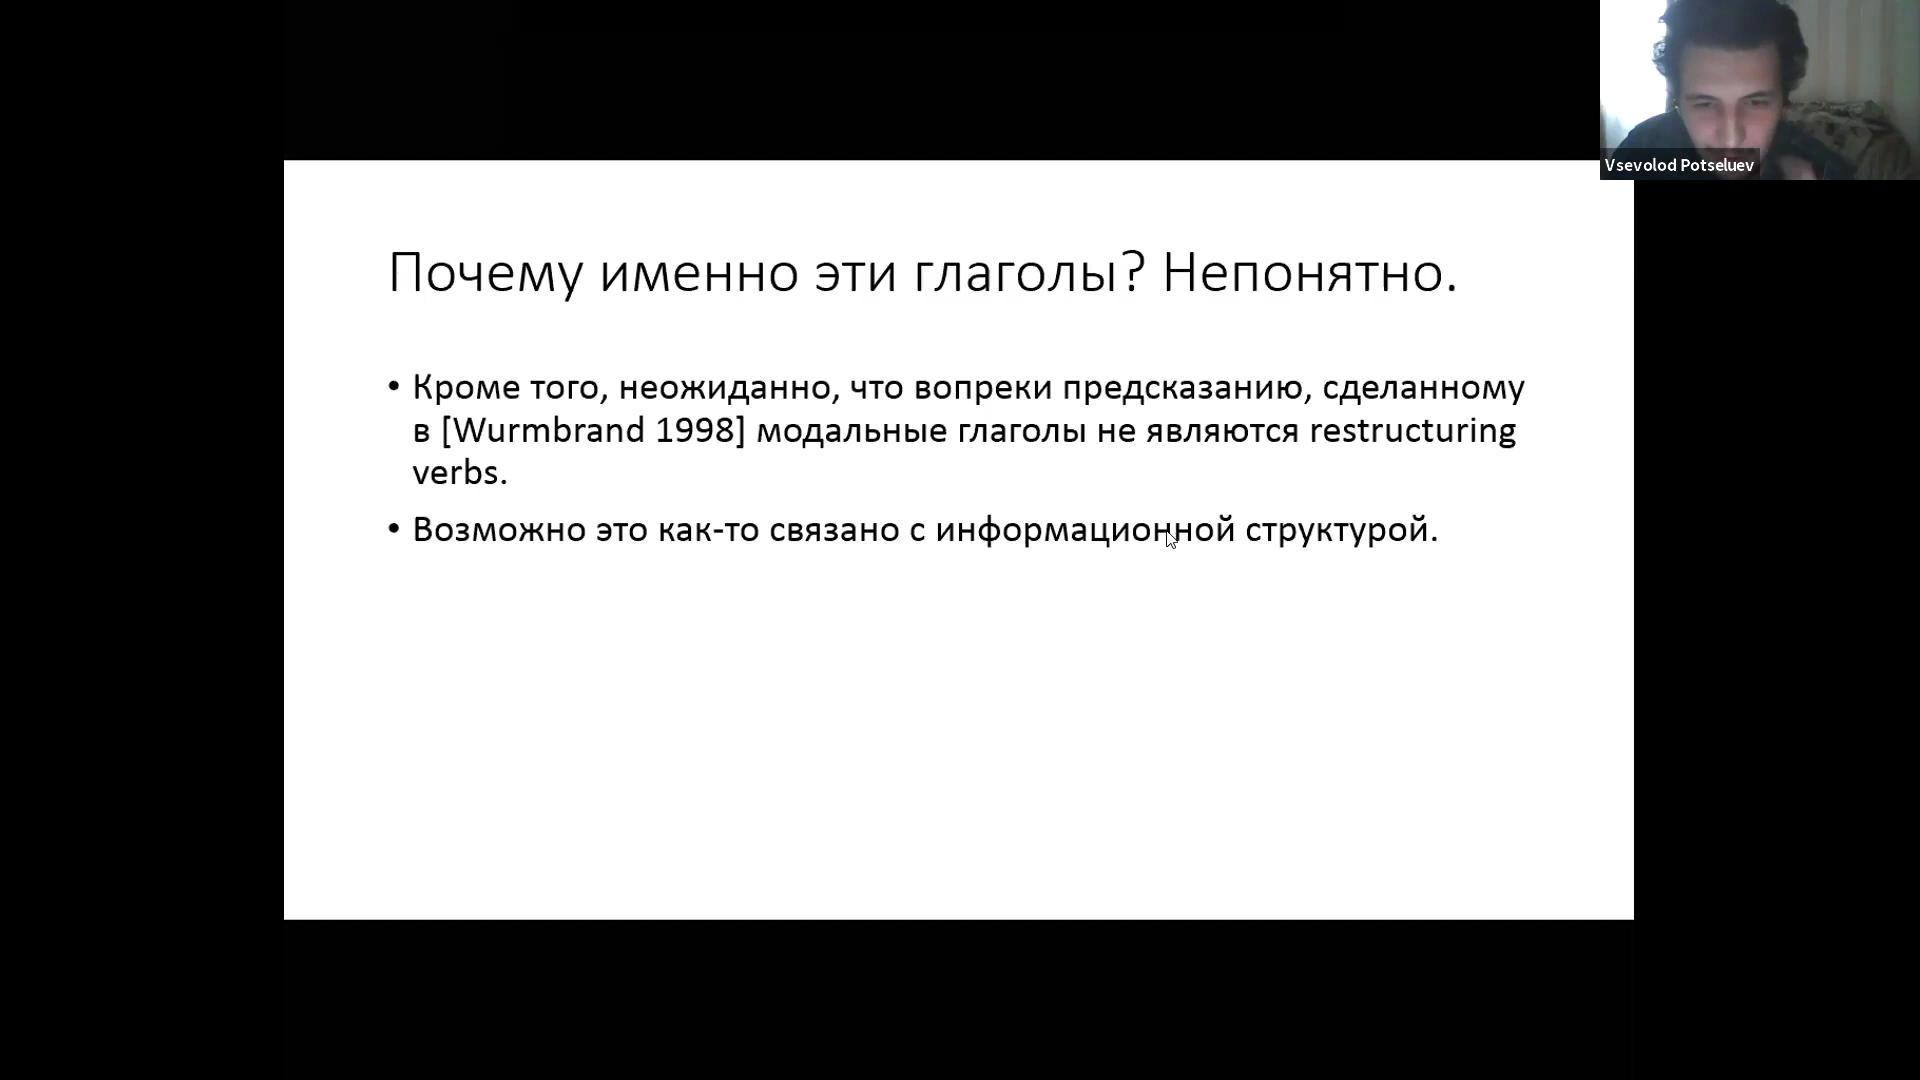 Vsevolod Potseluev
Почему именно эти глаголы? Непонятно.
• Кроме того, неожиданно, что вопреки предсказанию, сделанному
в [Wurmbrand 1998] модальные глаголы не являются restructuring
verbs.
• Возможно это как-то связано с информационной структурой.